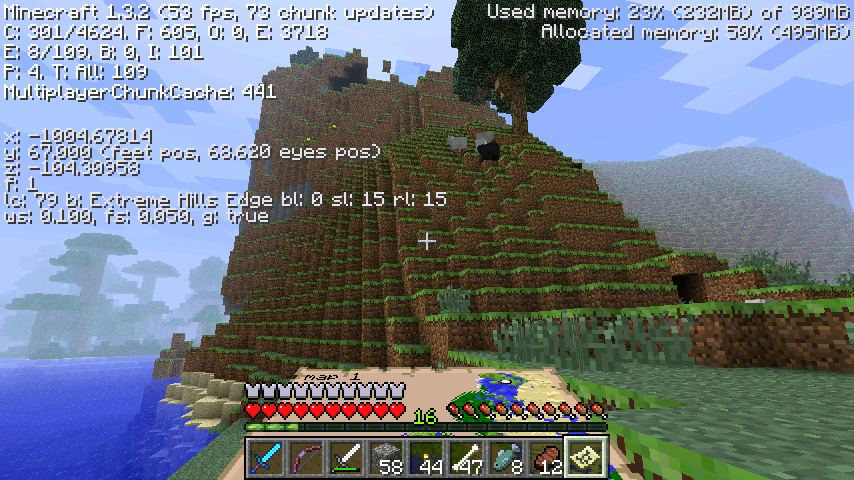 Minecraft 1.3.2 (53 fps, 73 chunk updates)
C: 301/4624, F: 605, O: 0, E: 3718
E: 8/109, B: 0, I: 101
P: 4, T: All: 109
MultiplayerChunkCache: 441
x: -1004.67814
y: 67.000 (feet pos, 68.620 eyes pos)
z: -104.30958
f: 1
lc: 79 b: Extreme Hills Edge bl: 0 sl: 15 rl: 15
ws: 0.100, fs: 0.050, g: true
Used memory: 23% (232MB) of 989MB
Allocated memory: 50% (495MB)
map_1
16
58 44 47 8 12